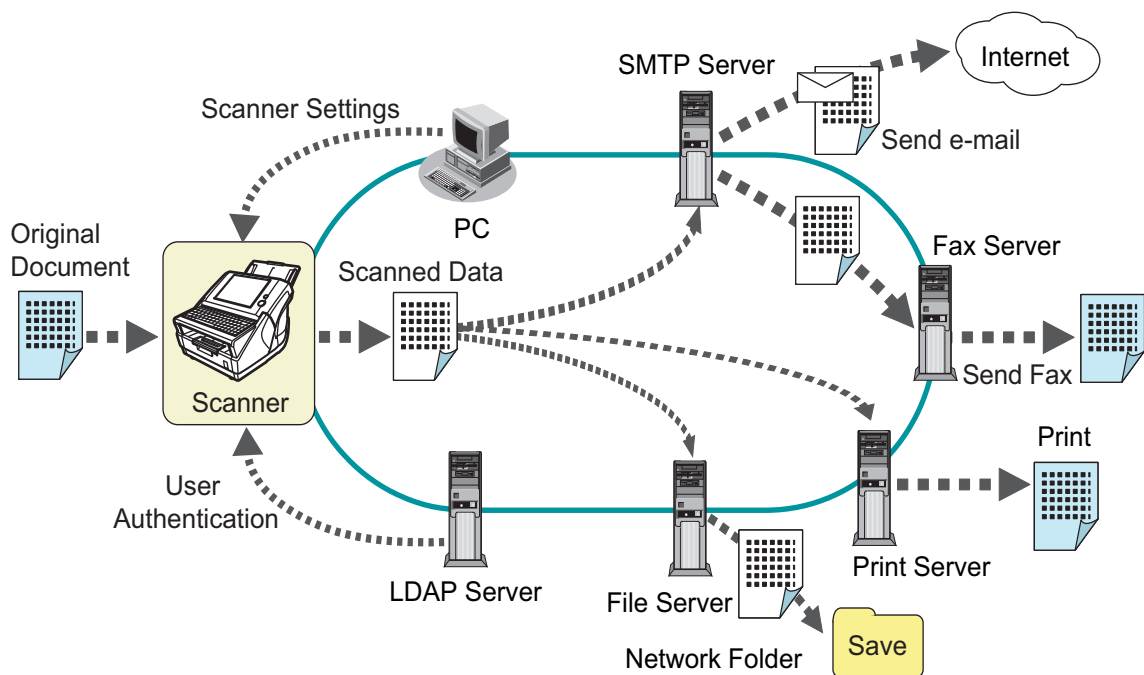 Internet
SMTP Server
Send e-mail
Scanner Settings
PC
Original
Document
Scanned Data
Fax Server
Scanner
Send Fax
Print
User
Authentication
LDAP Server
File Server
Print Server
Network Folder
Save